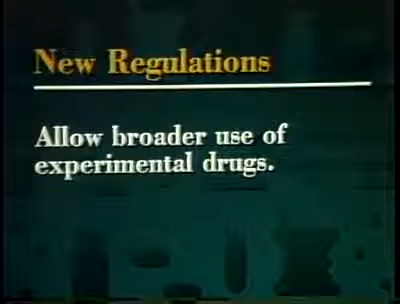 New Regulations
Allow broader use of
experimental drugs.